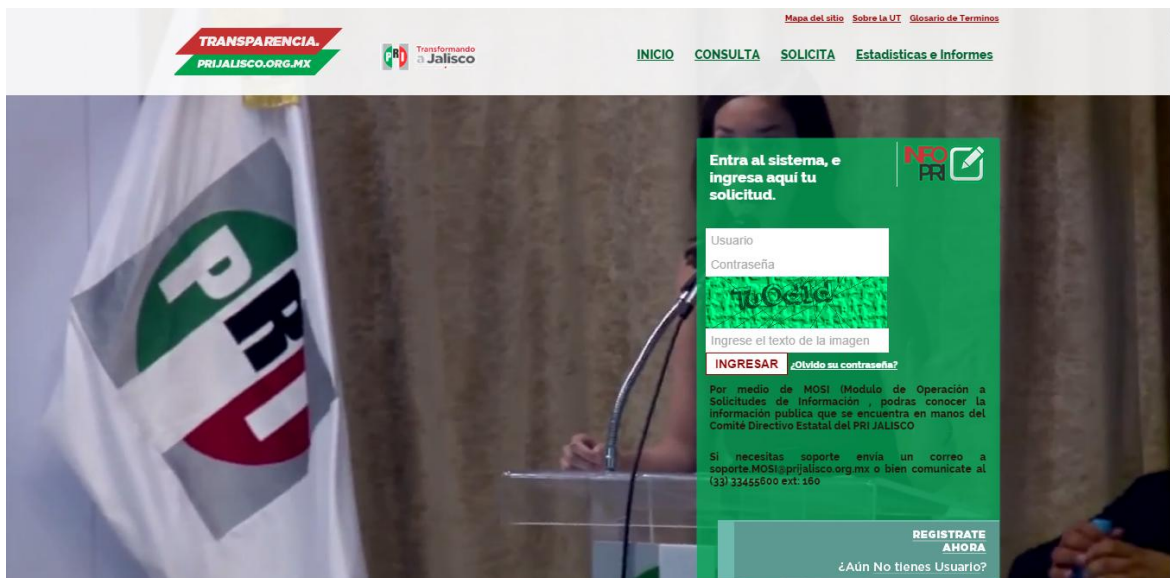 Mapa del sitio Sobre la UT Glosario de Terminos
TRANSPARENCIA.
PRIJALISCO.ORG.MX
PRI
Transformando
a Jalisco
INICIO CONSULTA SOLICITA Estadisticas e Informes
PRI
Entra al sistema, e
ingresa aquí tu
solicitud.
INFO
PRI
Usuario
Contraseña
Ingrese el texto de la imagen
INGRESAR ¿Olvido su contraseña?
Por medio de MOSI (Modulo de Operación a
Solicitudes de Información , podras conocer la
información publica que se encuentra en manos del
Comité Directivo Estatal del PRI JALISCO
Si necesitas soporte envia un correo a
soporte.MOSI@prijalisco.org.mx o bien comunicate al
(33) 33455600 ext: 160
REGISTRATE
AHORA
¿Aún No tienes Usuario?